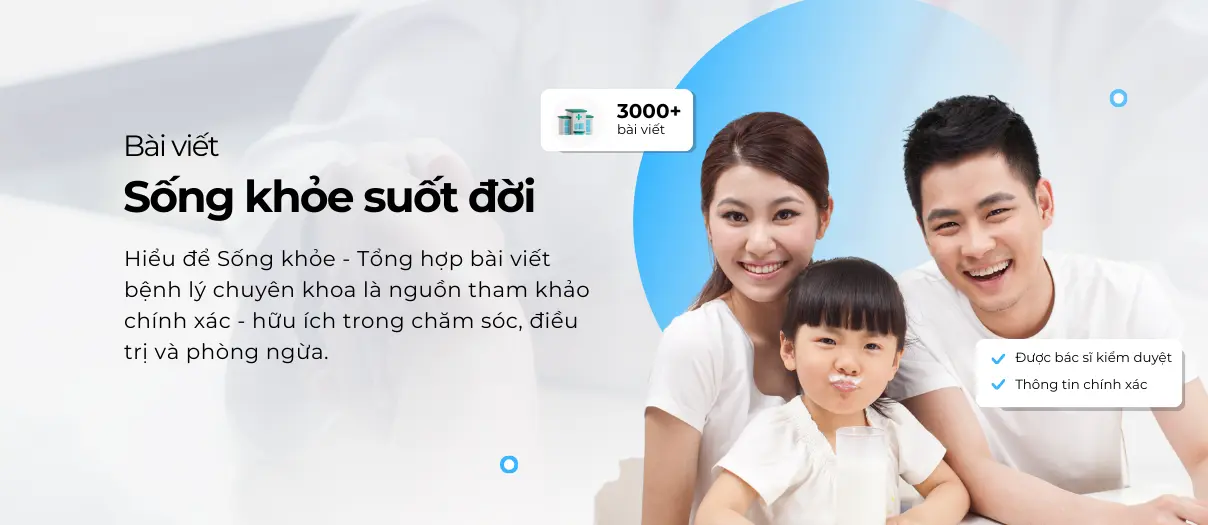 Bài viết
Sống khỏe suốt đời
Hiểu để Sống khỏe - Tổng hợp bài viết
bệnh lý chuyên khoa là nguồn tham khảo
chính xác - hữu ích trong chăm sóc, điều
trị và phòng ngừa.
3000+
bài viết
Được bác sĩ kiểm duyệt
Thông tin chính xác